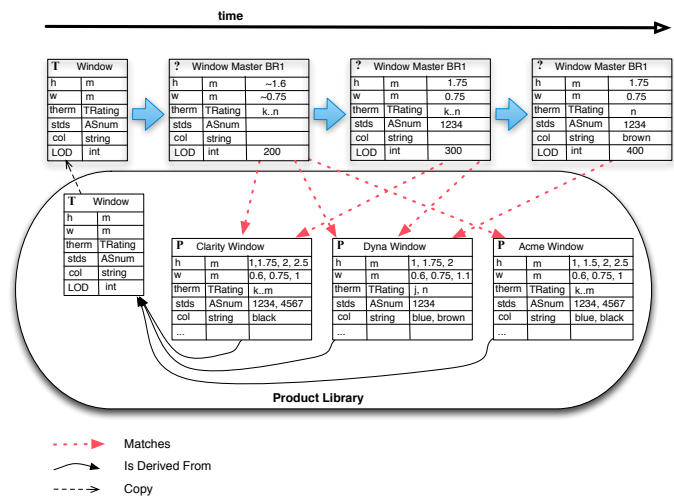 time
T Window
h m
w m
therm TRating
stds ASnum
col string
LOD int
? Window Master BR1
h m ~1.6
w m ~0.75
therm TRating k..n
stds ASnum
col string
LOD int 200
? Window Master BR1
h m 1.75
w m 0.75
therm TRating k..n
stds ASnum 1234
col string
LOD int 300
? Window Master BR1
h m 1.75
w m 0.75
therm TRating n
stds ASnum 1234
col string brown
LOD int 400
T Window
h m
w m
therm TRating
stds ASnum
col string
LOD int
P Clarity Window
h m 1,1.75, 2, 2.5
w m 0.6, 0.75, 1
therm TRating k..m
stds ASnum 1234, 4567
col string black
...
P Dyna Window
h m 1, 1.75, 2
w m 0.6, 0.75, 1.1
therm TRating j, n
stds ASnum 1234
col string blue, brown
...
P Acme Window
h m 1, 1.5, 2, 2.5
w m 0.6, 0.75, 1
therm TRating k..m
stds ASnum 1234, 4567
col string blue, black
...
Product Library
Matches
Is Derived From
Copy